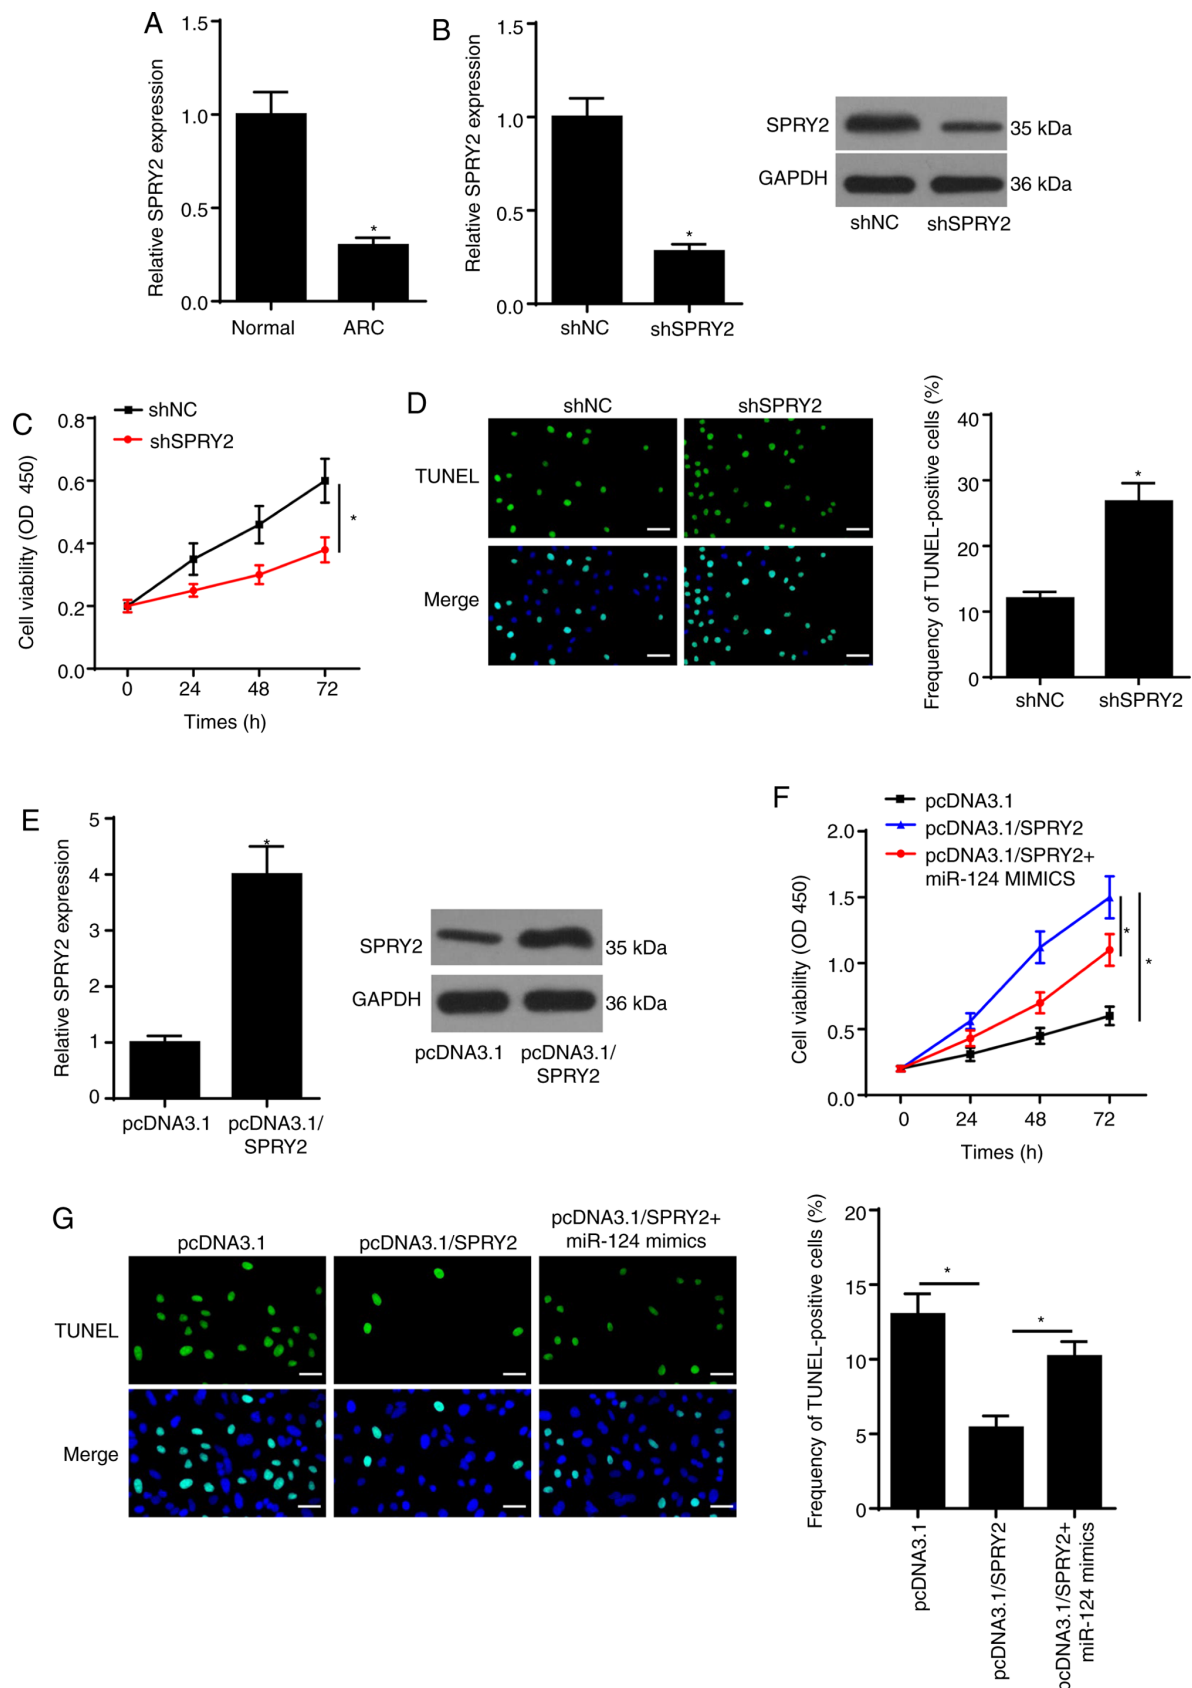 A
Relative SPRY2 expression
1.5
1.0
0.5
0.0
*
Normal
ARC
B
Relative SPRY2 expression
1.5
1.0
0.5
0.0
*
shNC
shSPRY2
SPRY2
35 kDa
GAPDH
36 kDa
shNC
shSPRY2
C
shNC
shSPRY2
Cell viability (OD 450)
0.8
0.6
0.4
0.2
0.0
*
0
24
48
72
Times (h)
D
shNC
shSPRY2
TUNEL
Merge
Frequency of TUNEL-positive cells (%)
40
30
20
10
0
*
shNC
shSPRY2
E
Relative SPRY2 expression
5
4
3
2
1
0
*
pcDNA3.1
pcDNA3.1/
SPRY2
SPRY2
35 kDa
GAPDH
36 kDa
pcDNA3.1
pcDNA3.1/
SPRY2
F
pcDNA3.1
pcDNA3.1/SPRY2
pcDNA3.1/SPRY2+
miR-124 MIMICS
Cell viability (OD 450)
2.0
1.5
1.0
0.5
0.0
*
*
0
24
48
72
Times (h)
G
pcDNA3.1
pcDNA3.1/SPRY2
pcDNA3.1/SPRY2+
miR-124 mimics
TUNEL
Merge
Frequency of TUNEL-positive cells (%)
20
15
10
5
0
*
*
pcDNA3.1
pcDNA3.1/SPRY2
pcDNA3.1/SPRY2+
miR-124 mimics